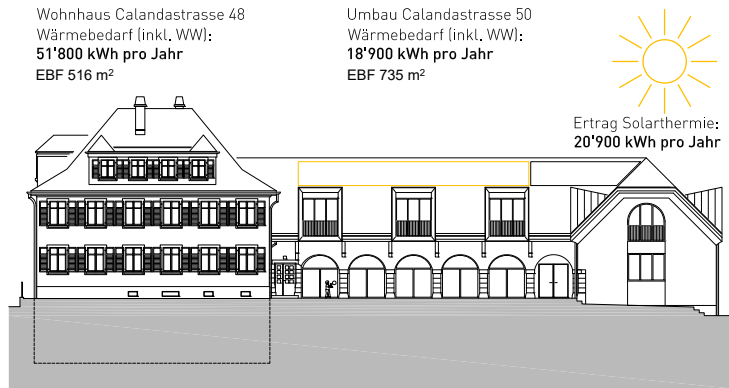 Wohnhaus Calandastrasse 48
Wärmebedarf (inkl. WW):
51'800 kWh pro Jahr
EBF 516 m²
Umbau Calandastrasse 50
Wärmebedarf (inkl. WW):
18'900 kWh pro Jahr
EBF 735 m²
Ertrag Solarthermie:
20'900 kWh pro Jahr